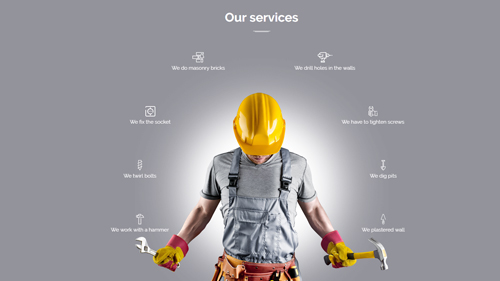 Our services
We do masonry bricks
We drill holes in the walls
We fix the socket
We have to tighten screws
We twirl bolts
We dig pits
We work with a hammer
We plastered wall